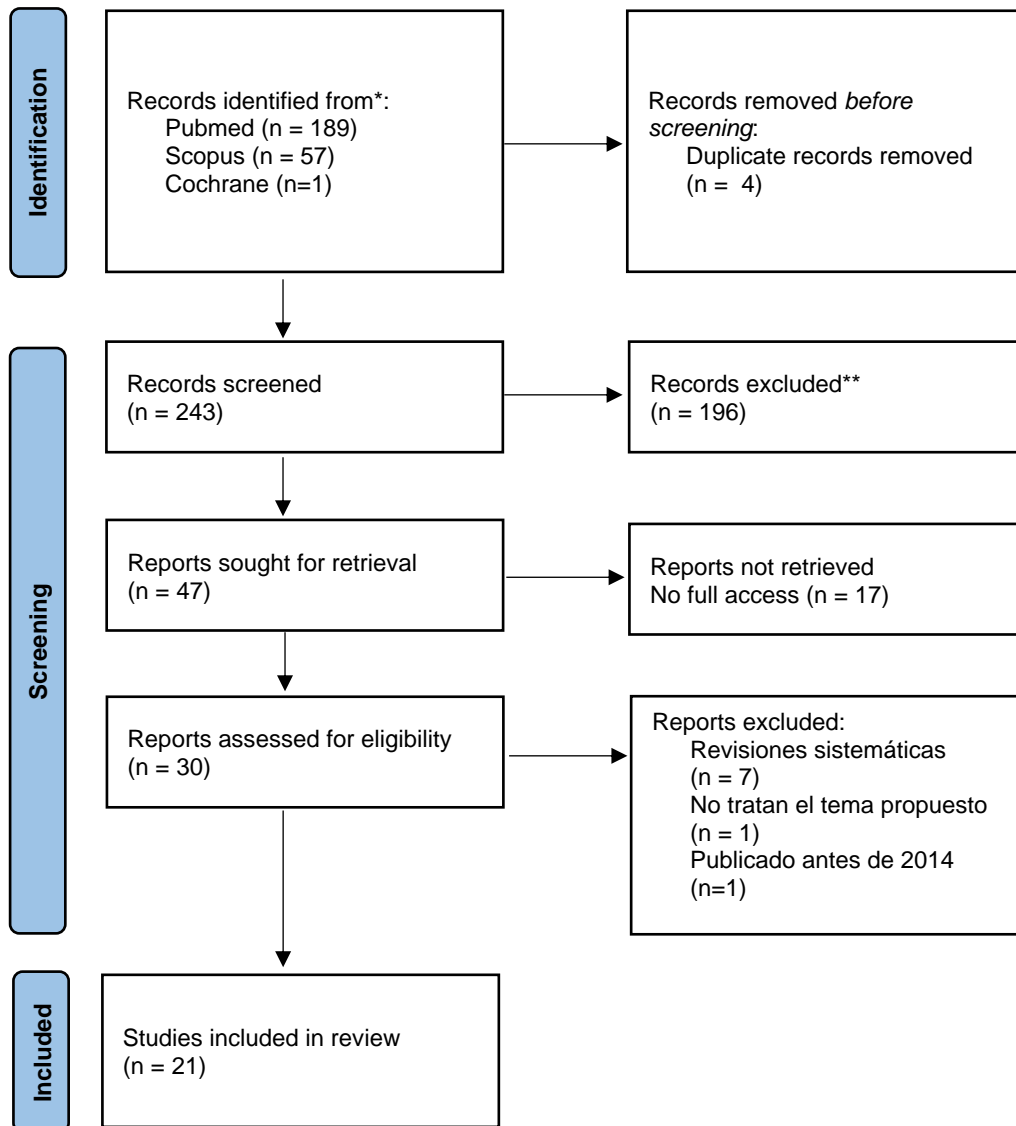 Identification
Records identified from*:
Pubmed (n = 189)
Scopus (n = 57)
Cochrane (n=1)
Records removed before
screening:
Duplicate records removed
(n = 4)
Screening
Records screened
(n = 243)
Records excluded**
(n = 196)
Reports sought for retrieval
(n = 47)
Reports not retrieved
No full access (n = 17)
Reports assessed for eligibility
(n = 30)
Reports excluded:
Revisiones sistemáticas
(n = 7)
No tratan el tema propuesto
(n = 1)
Publicado antes de 2014
(n=1)
Included
Studies included in review
(n = 21)